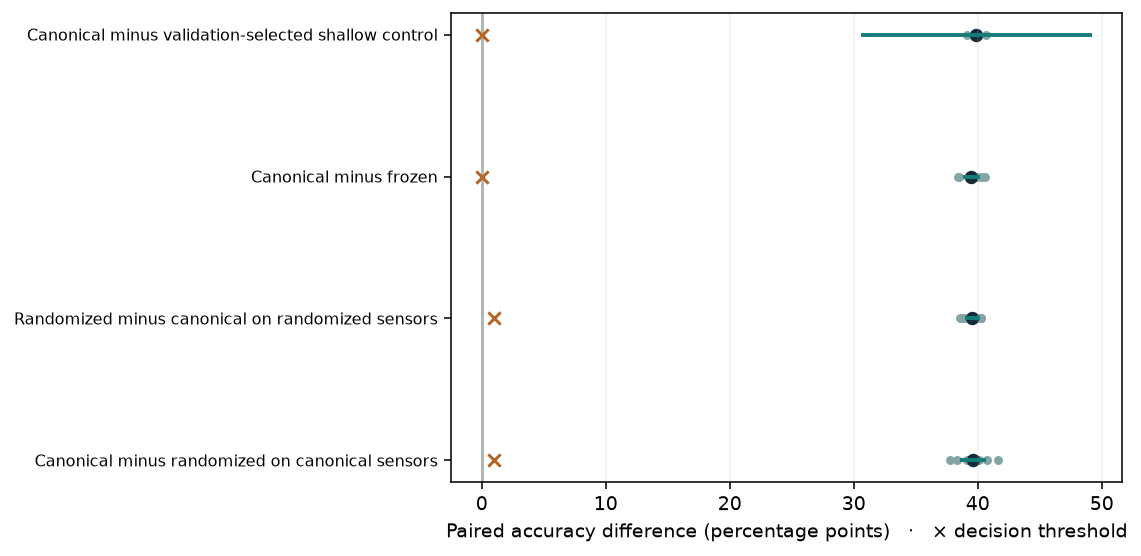 Canonical minus validation-selected shallow control
Canonical minus frozen
Randomized minus canonical on randomized sensors
Canonical minus randomized on canonical sensors
0 10 20 30 40 50
Paired accuracy difference (percentage points) · × decision threshold